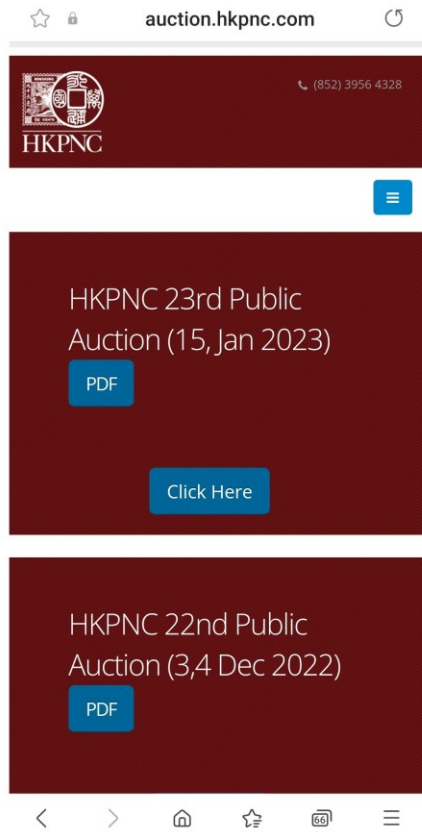 auction.hkpnc.com
(852) 3956 4328
HKPNC
HKPNC 23rd Public
Auction (15, Jan 2023)
PDF
Click Here
HKPNC 22nd Public
Auction (3,4 Dec 2022)
PDF
66